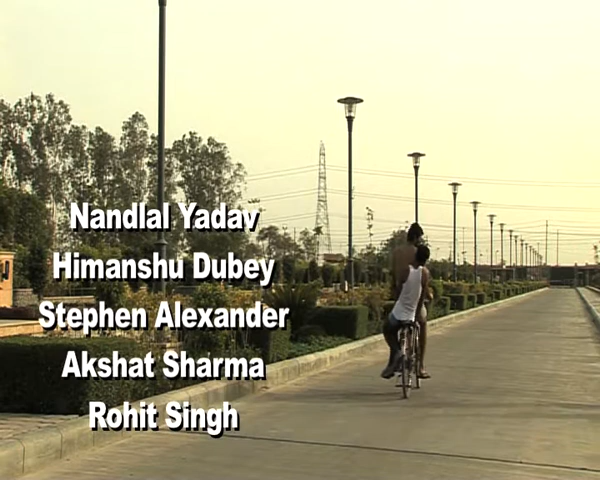 Nandlal Yadav
Himanshu Dubey
Stephen Alexander
Akshat Sharma
Rohit Singh